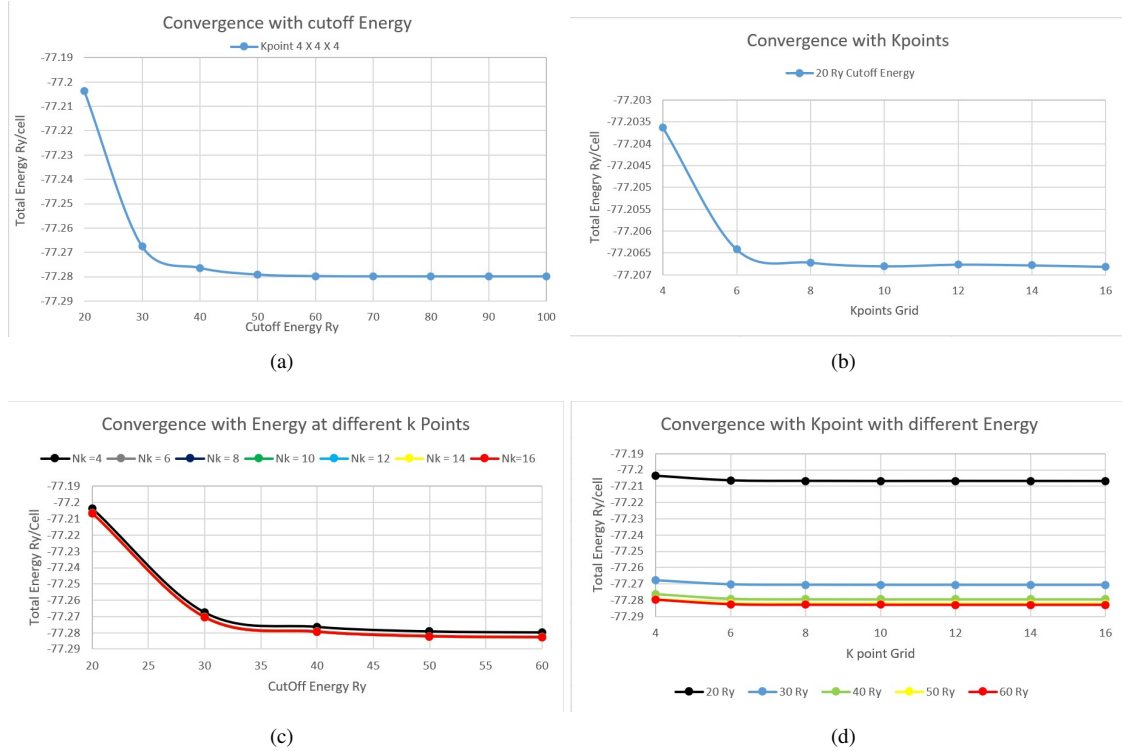 Convergence with cutoff Energy
Kpoint 4 X 4 X 4
Total Energy Ry/cell
-77.19
-77.2
-77.21
-77.22
-77.23
-77.24
-77.25
-77.26
-77.27
-77.28
-77.29
20 30 40 50 60 70 80 90 100
Cutoff Energy Ry
(a)
Convergence with Kpoints
20 Ry Cutoff Energy
Total Enegry Ry/Cell
-77.203
-77.2035
-77.204
-77.2045
-77.205
-77.2055
-77.206
-77.2065
-77.207
4 6 8 10 12 14 16
Kpoints Grid
(b)
Convergence with Energy at different k Points
Nk =4 Nk = 6 Nk = 8 Nk = 10 Nk = 12 Nk = 14 Nk=16
Total Energy Ry/Cell
-77.19
-77.2
-77.21
-77.22
-77.23
-77.24
-77.25
-77.26
-77.27
-77.28
-77.29
20 25 30 35 40 45 50 55 60
CutOff Energy Ry
(c)
Convergence with Kpoint with different Energy
Total Energy Ry/cell
-77.19
-77.2
-77.21
-77.22
-77.23
-77.24
-77.25
-77.26
-77.27
-77.28
-77.29
4 6 8 10 12 14 16
K point Grid
20 Ry 30 Ry 40 Ry 50 Ry 60 Ry
(d)